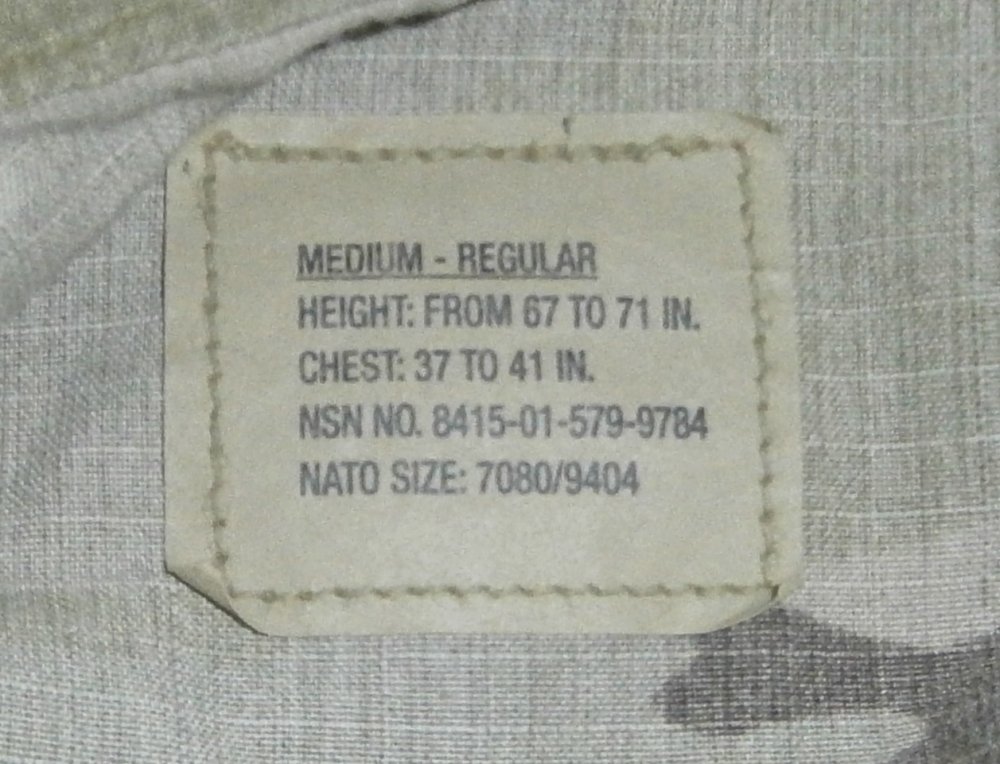 MEDIUM - REGULAR
HEIGHT: FROM 67 TO 71 IN.
CHEST: 37 TO 41 IN.
NSN NO. 8415-01-579-9784
NATO SIZE: 7080/9404